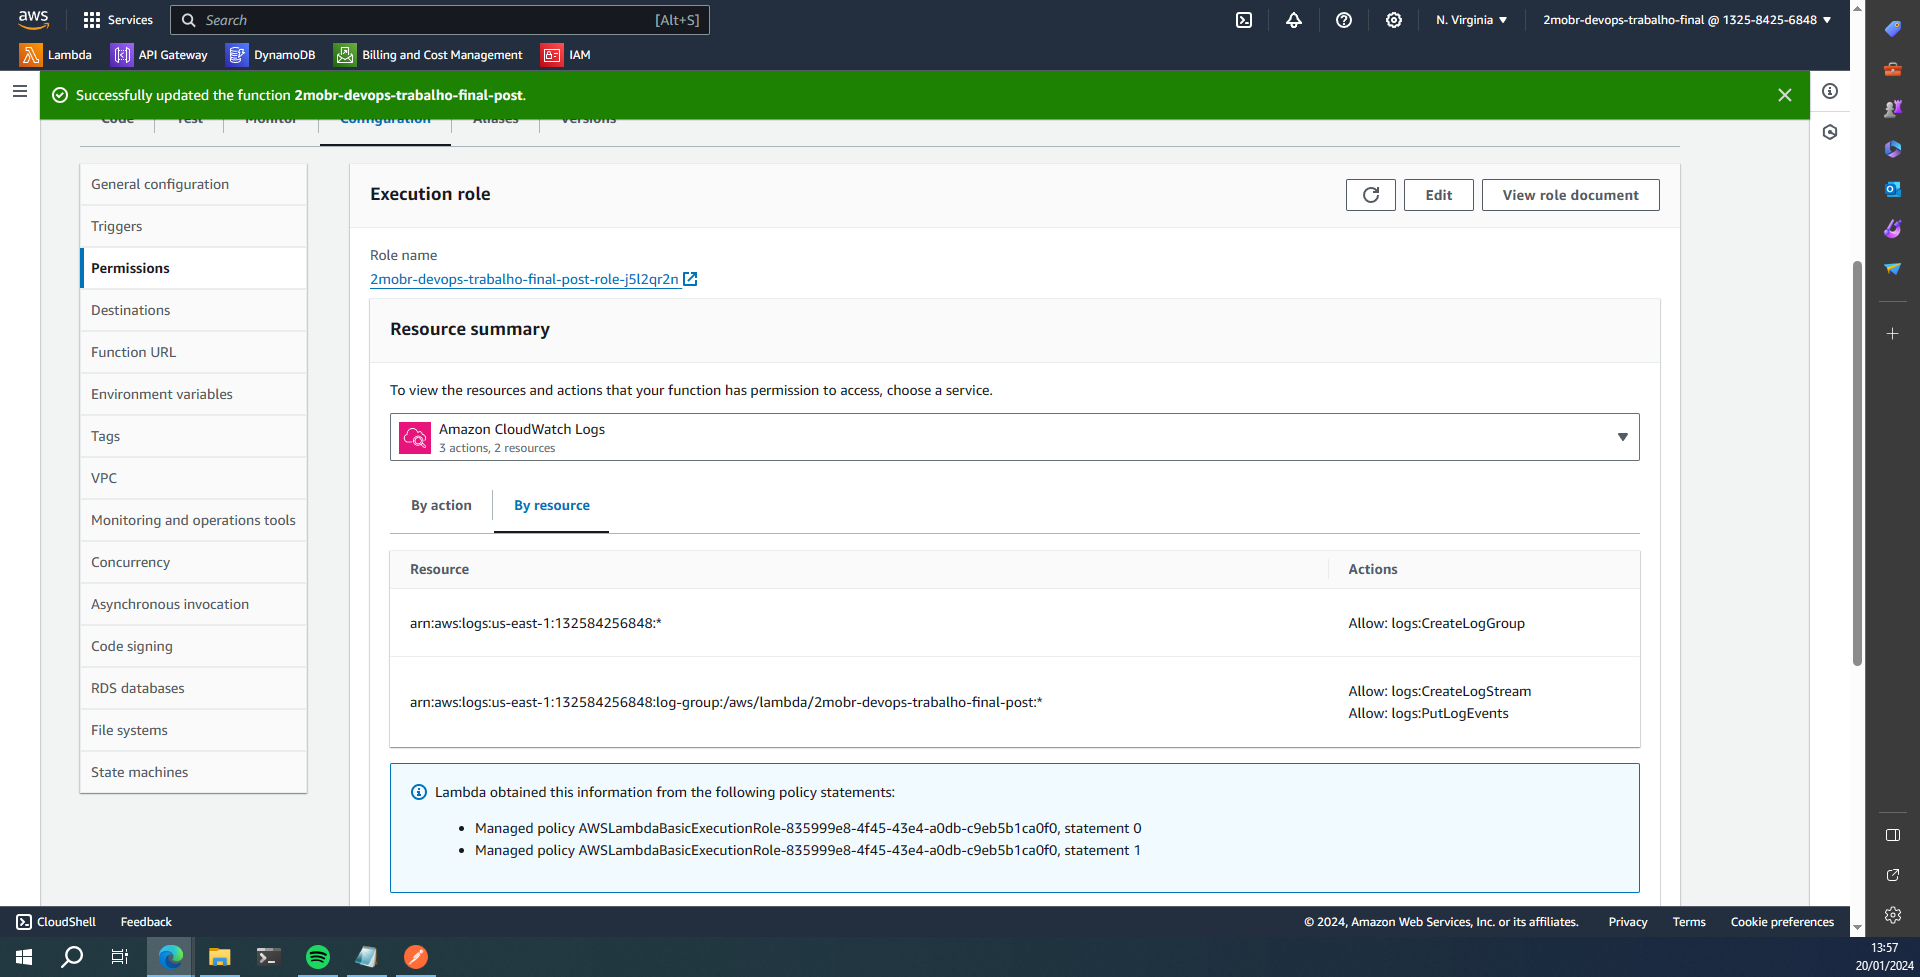 aws
Services
Search
[Alt+S]
N. Virginia
2mobr-devops-trabalho-final @ 1325-8425-6848
Lambda
API Gateway
DynamoDB
Billing and Cost Management
IAM
Successfully updated the function 2mobr-devops-trabalho-final-post.
Code
Test
Monitor
Configuration
Aliases
Versions
General configuration
Triggers
Permissions
Destinations
Function URL
Environment variables
Tags
VPC
Monitoring and operations tools
Concurrency
Asynchronous invocation
Code signing
RDS databases
File systems
State machines
Execution role
Edit
View role document
Role name
2mobr-devops-trabalho-final-post-role-j5l2qr2n
Resource summary
To view the resources and actions that your function has permission to access, choose a service.
Amazon CloudWatch Logs
3 actions, 2 resources
By action
By resource
Resource
Actions
arn:aws:logs:us-east-1:132584256848:*
Allow: logs:CreateLogGroup
arn:aws:logs:us-east-1:132584256848:log-group:/aws/lambda/2mobr-devops-trabalho-final-post:*
Allow: logs:CreateLogStream
Allow: logs:PutLogEvents
Lambda obtained this information from the following policy statements:
• Managed policy AWSLambdaBasicExecutionRole-835999e8-4f45-43e4-a0db-c9eb5b1ca0f0, statement 0
• Managed policy AWSLambdaBasicExecutionRole-835999e8-4f45-43e4-a0db-c9eb5b1ca0f0, statement 1
CloudShell
Feedback
© 2024, Amazon Web Services, Inc. or its affiliates.
Privacy
Terms
Cookie preferences
13:57
20/01/2024